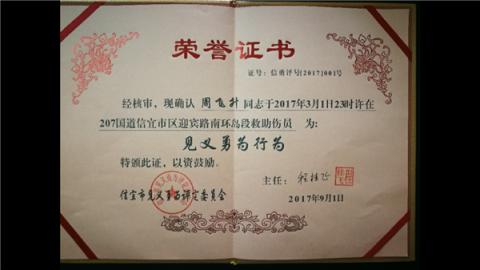 荣誉证书
证号：信勇评号[2017]001号
经核审，现确认 周飞升 同志于2017年3月1日23时许在
207国道信宜市区迎宾路南环岛段救助伤员 为：
见义勇为行为
特颁此证，以资鼓励。
主任：
信宜市见义勇为评定委员会
2017年9月1日